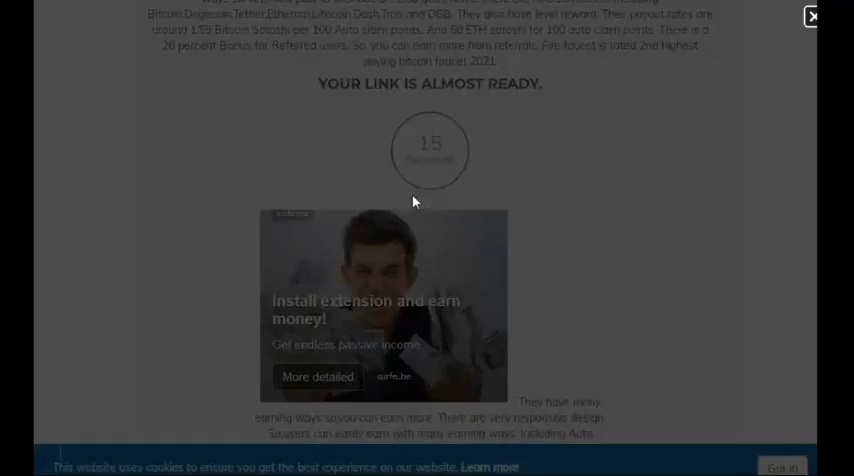 Bitcoin,Dogecoin,Tether,Etherium,Litecoin,Dash,Trio and DGB. They also have level reward. They payout rates are
around 1.55 Bitcoin Satoshi per 100 Auto claim points. And 50 ETH satoshi for 100 auto claim points. There is a
20 percent Bonus for Referred users. So, you can earn more from referrals. Fire faucet is rated 2nd highest
paying bitcoin faucet 2021.
YOUR LINK IS ALMOST READY.
15
surfe.be
Install extension and earn
money!
Get endless passive income
More detailed
surfe.be
They have many
earning ways so,you can earn more. There are very responsive design.
So,users can easily earn with many earning ways. Including Auto
This website uses cookies to ensure you get the best experience on our website. Learn more
Got it!